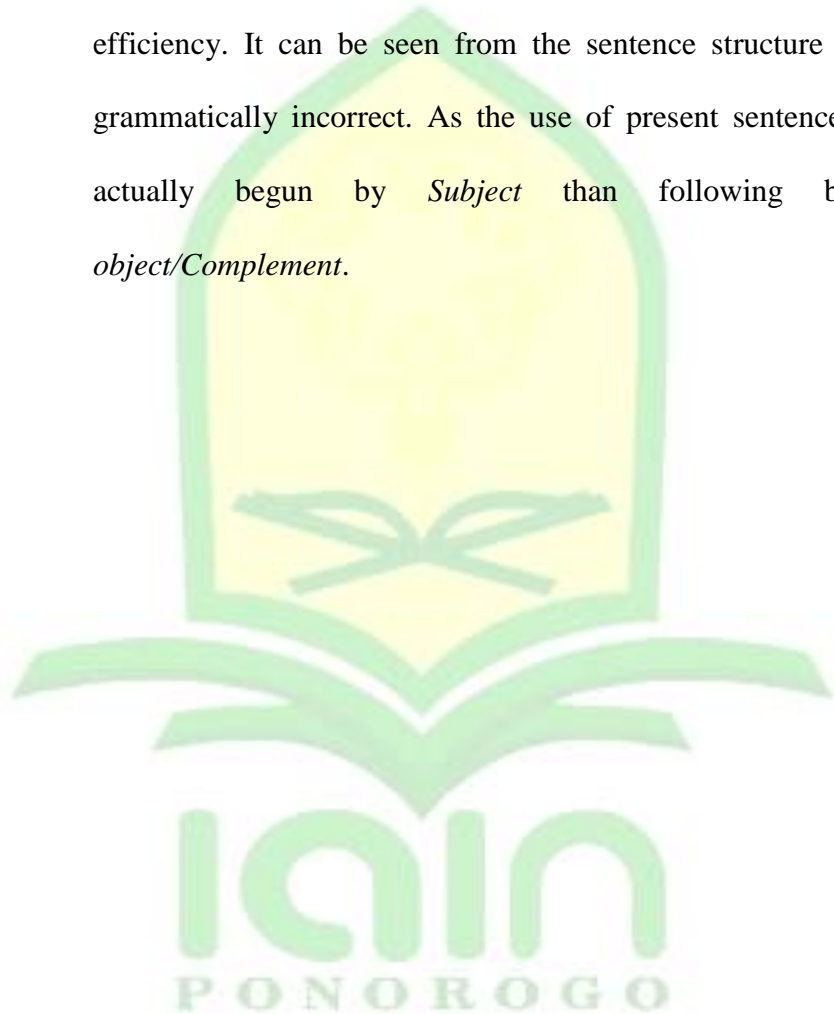 efficiency. It can be seen from the sentence structure
grammatically incorrect. As the use of present sentence
actually begun by Subject than following b
object/Complement.
IAIN
PONOROGO